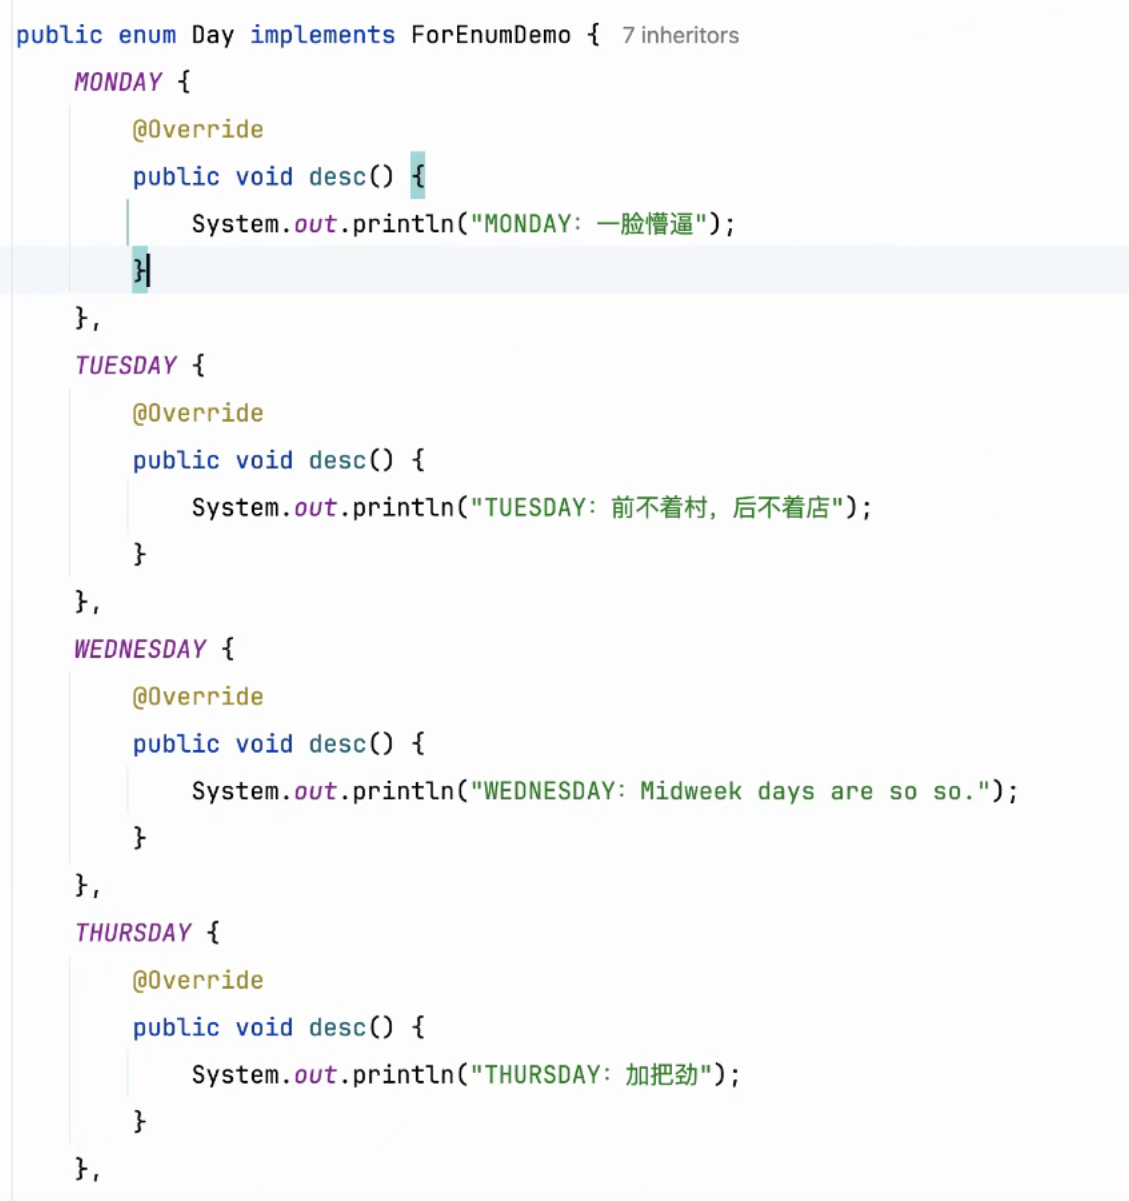 public enum Day implements ForEnumDemo {  7 inheritors
    MONDAY {
        @Override
        public void desc() {
            System.out.println("MONDAY: 一脸懵逼");
        }
    },
    TUESDAY {
        @Override
        public void desc() {
            System.out.println("TUESDAY: 前不着村，后不着店");
        }
    },
    WEDNESDAY {
        @Override
        public void desc() {
            System.out.println("WEDNESDAY: Midweek days are so so.");
        }
    },
    THURSDAY {
        @Override
        public void desc() {
            System.out.println("THURSDAY: 加把劲");
        }
    },